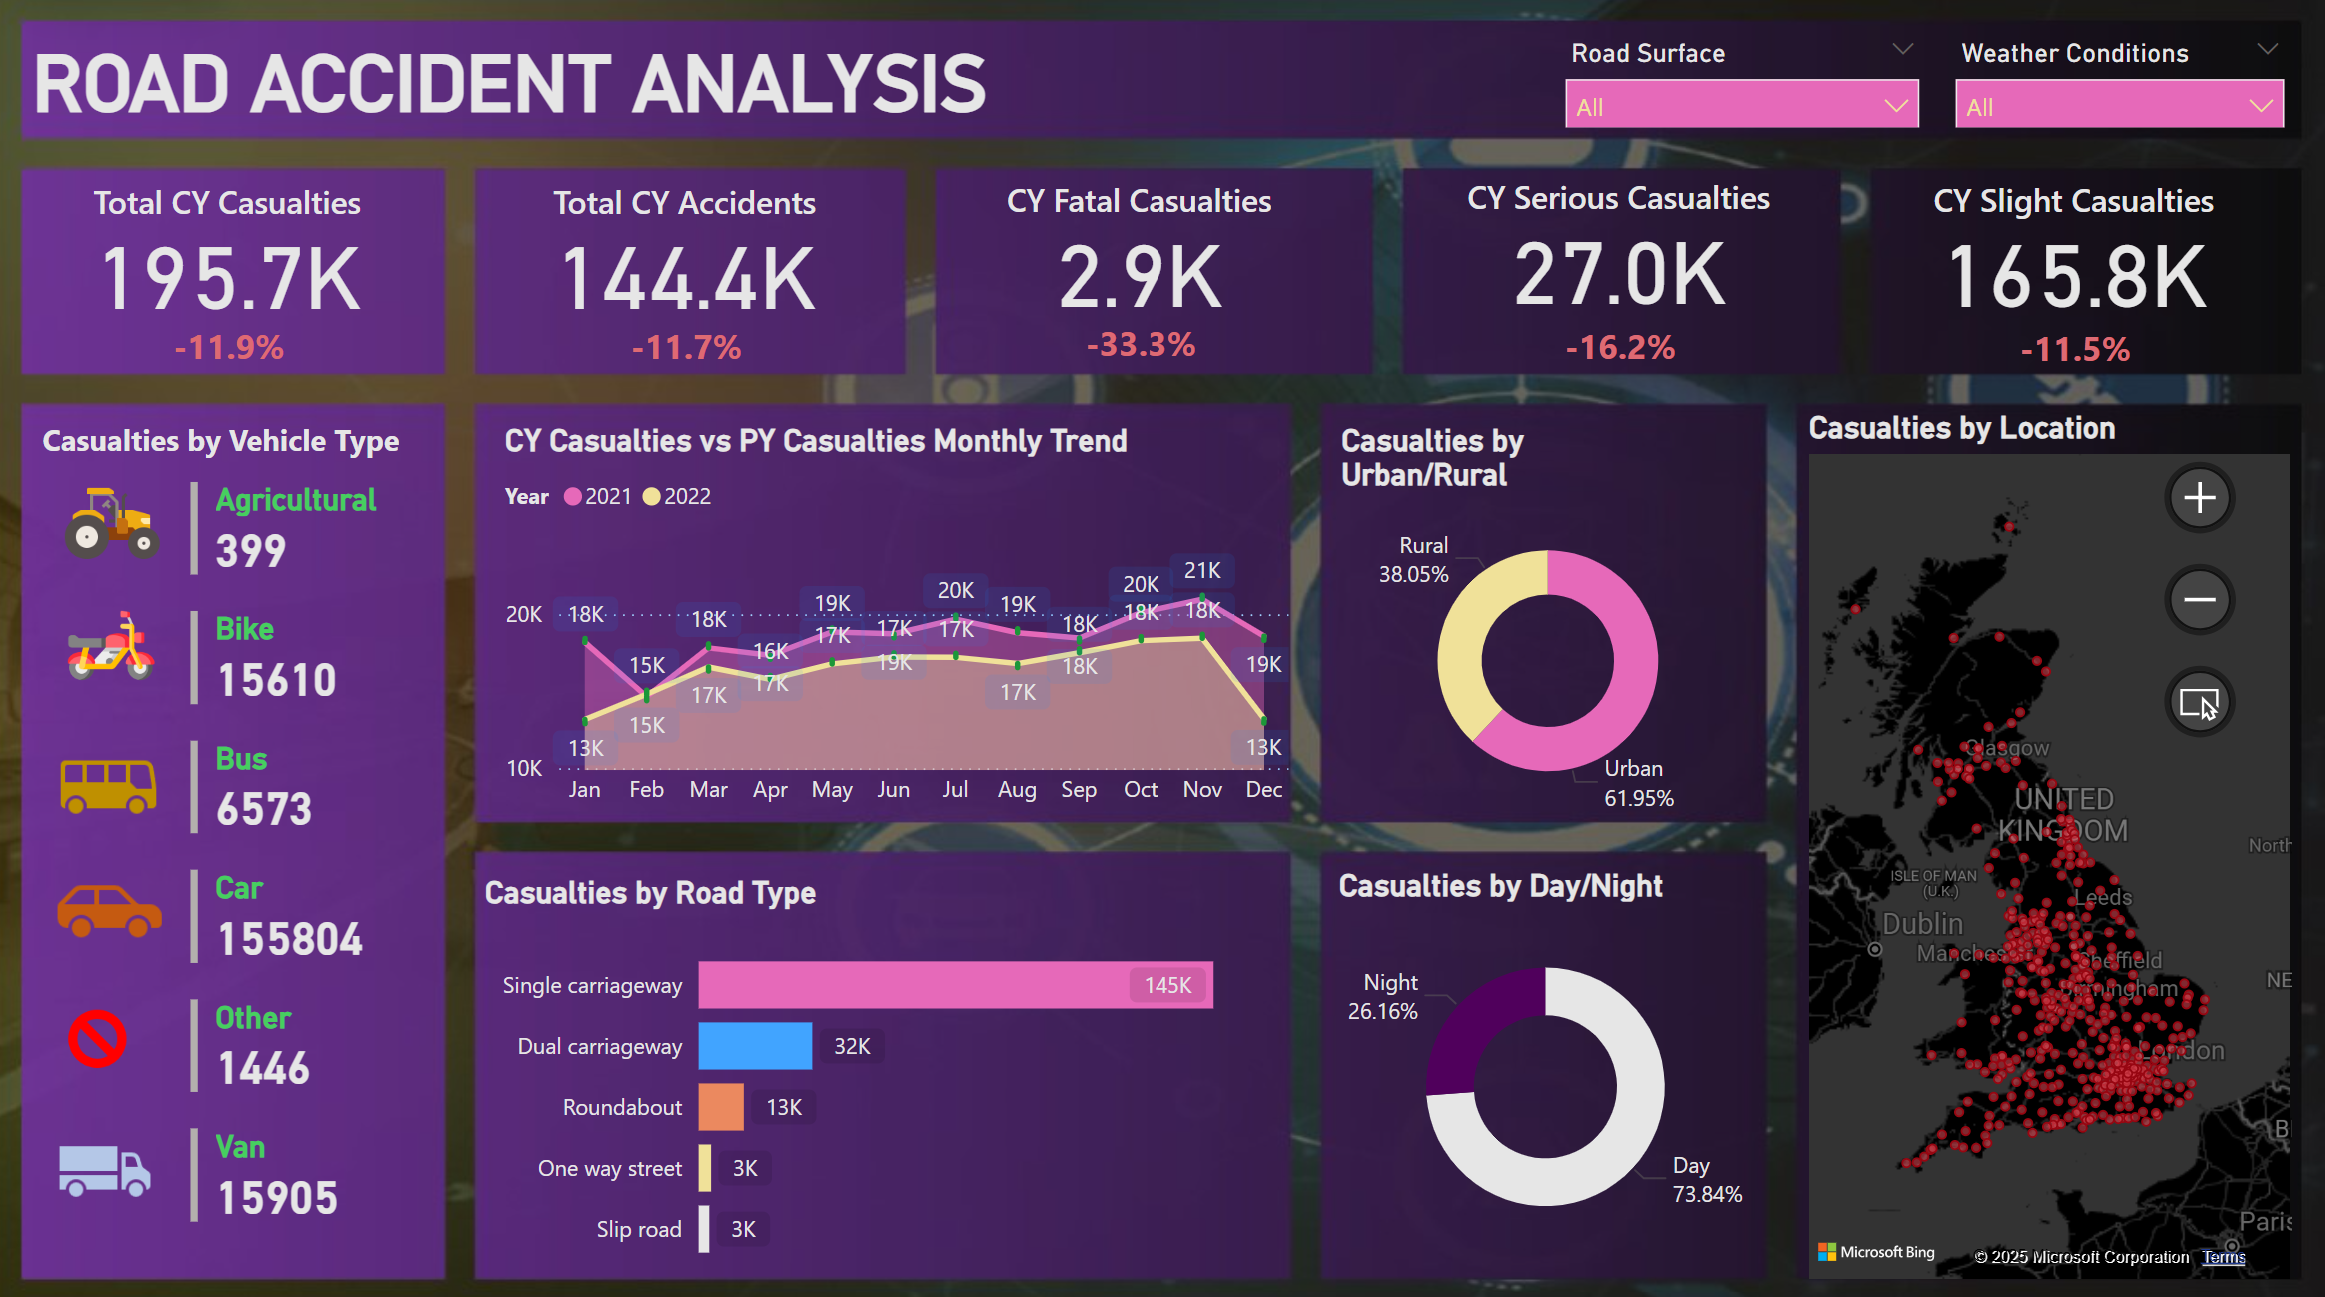 ROAD ACCIDENT ANALYSIS
Road Surface
All
Weather Conditions
All
Total CY Casualties
195.7K
-11.9%
Total CY Accidents
144.4K
-11.7%
CY Fatal Casualties
2.9K
-33.3%
CY Serious Casualties
27.0K
-16.2%
CY Slight Casualties
165.8K
-11.5%
Casualties by Vehicle Type
Agricultural
399
Bike
15610
Bus
6573
Car
155804
Other
1446
Van
15905
CY Casualties vs PY Casualties Monthly Trend
Year 2021 2022
20K
10K
18K 15K 18K 16K 19K 17K 20K 19K 18K 20K 21K 19K
13K 15K 17K 17K 17K 19K 17K 17K 18K 18K 18K 13K
Jan Feb Mar Apr May Jun Jul Aug Sep Oct Nov Dec
Casualties by
Urban/Rural
Rural
38.05%
Urban
61.95%
Casualties by Road Type
Single carriageway 145K
Dual carriageway 32K
Roundabout 13K
One way street 3K
Slip road 3K
Casualties by Day/Night
Night
26.16%
Day
73.84%
Casualties by Location
Glasgow
UNITED
KINGDOM
North
ISLE OF MAN
(U.K.)
Leeds
Dublin
Manches
Sheffield
NE
Birmingham
London
B
Paris
Microsoft Bing
© 2025 Microsoft Corporation Terms